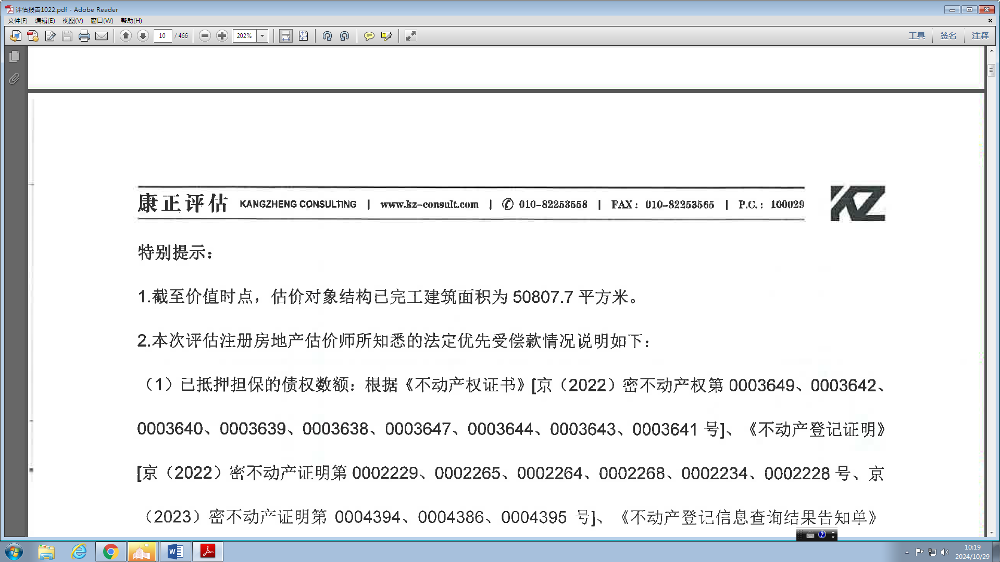 评估报告1022.pdf - Adobe Reader
文件(F) 编辑(E) 视图(V) 窗口(W) 帮助(H)
10 / 466 202% 工具 签名 注释
康正评估 KANGZHENG CONSULTING | www.kz-consult.com | ✆ 010-82253558 | FAX: 010-82253565 | P.C.: 100029 KZ
特别提示：
1.截至价值时点，估价对象结构已完工建筑面积为 50807.7 平方米。
2.本次评估注册房地产估价师所知悉的法定优先受偿款情况说明如下：
（1）已抵押担保的债权数额：根据《不动产权证书》[京（2022）密不动产权第 0003649、0003642、
0003640、0003639、0003638、0003647、0003644、0003643、0003641 号]、《不动产登记证明》
[京（2022）密不动产证明第 0002229、0002265、0002264、0002268、0002234、0002228 号、京
（2023）密不动产证明第 0004394、0004386、0004395 号]、《不动产登记信息查询结果告知单》
10:19
2024/10/29